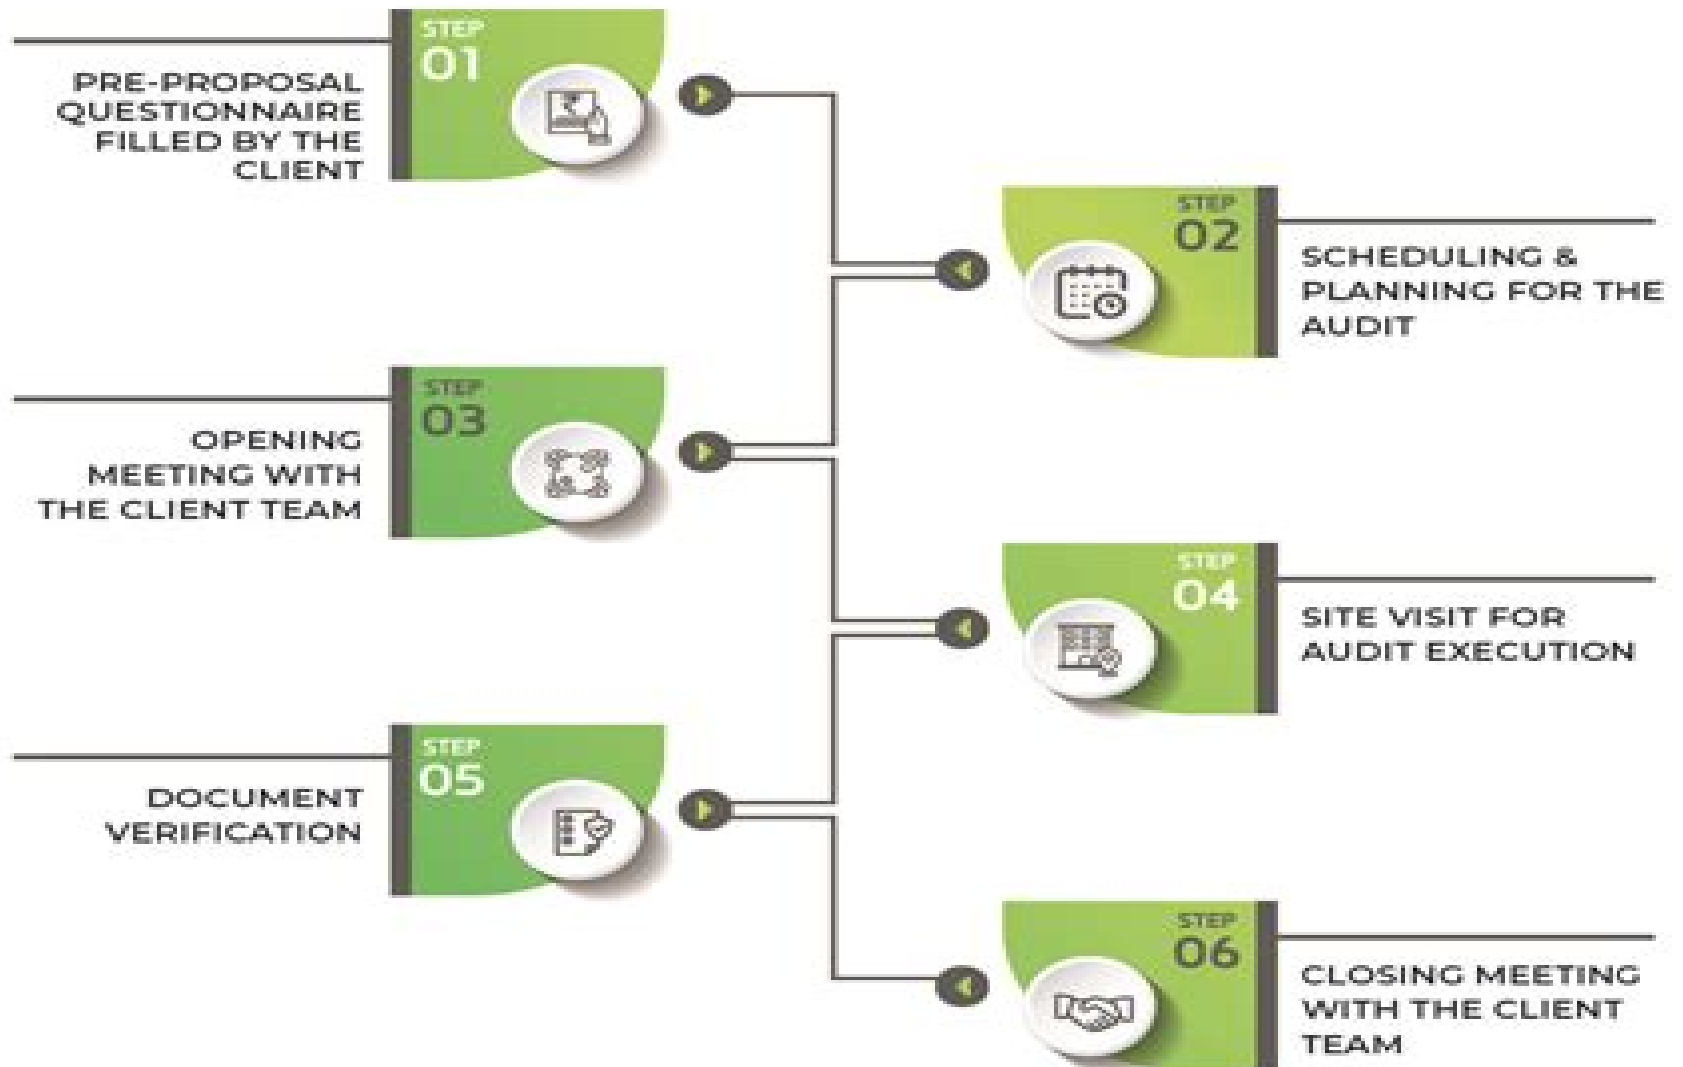 STEP
01
PRE-PROPOSAL
QUESTIONNAIRE
FILLED BY THE
CLIENT
STEP
02
SCHEDULING &
PLANNING FOR THE
AUDIT
STEP
03
OPENING
MEETING WITH
THE CLIENT TEAM
STEP
04
SITE VISIT FOR
AUDIT EXECUTION
STEP
05
DOCUMENT
VERIFICATION
STEP
06
CLOSING MEETING
WITH THE CLIENT
TEAM